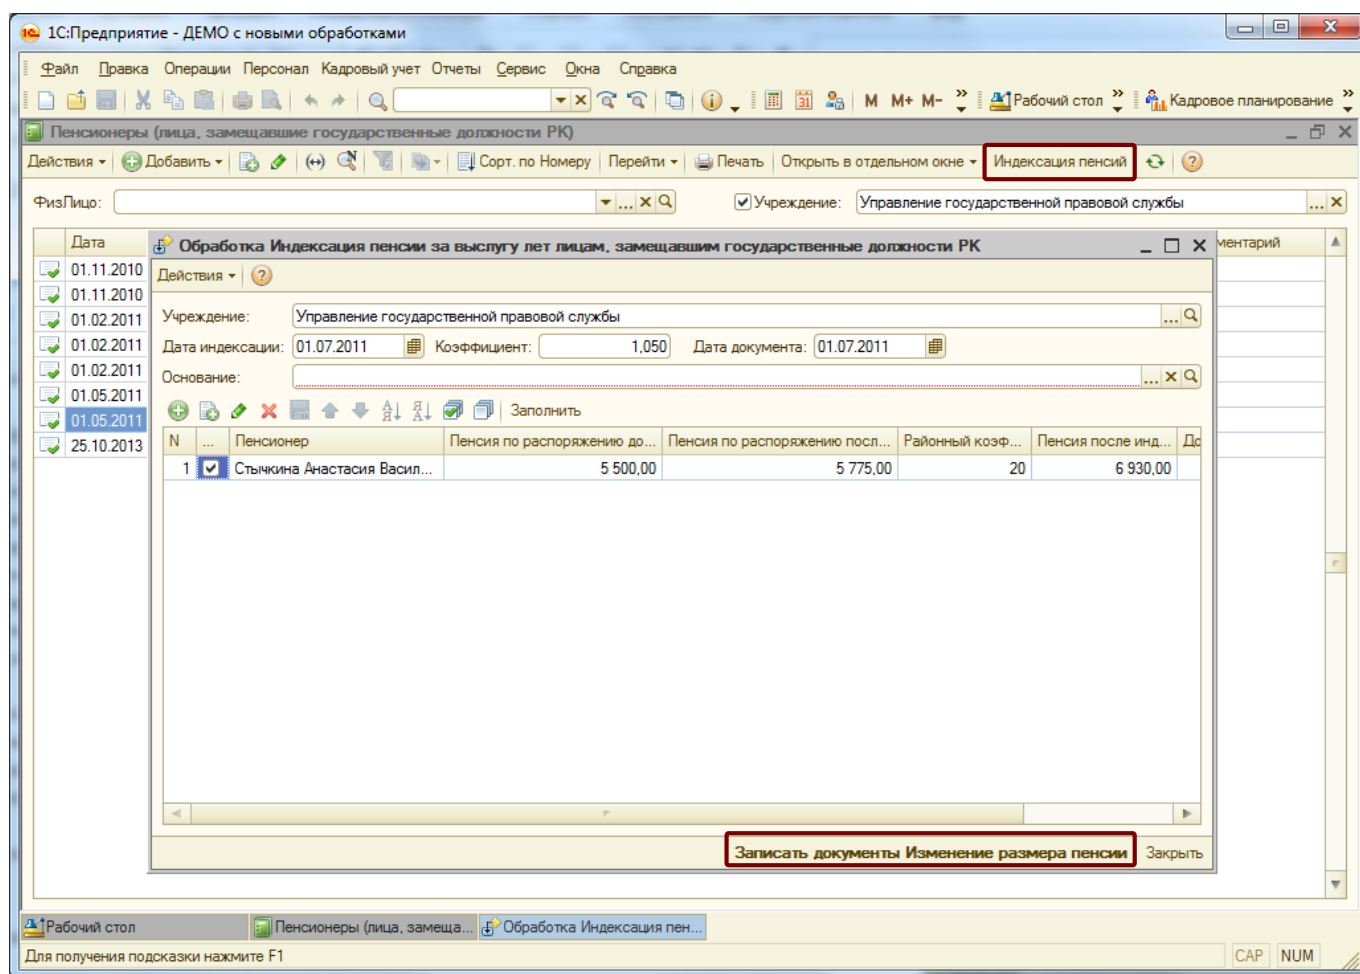 1С:Предприятие - ДЕМО с новыми обработками
Файл Правка Операции Персонал Кадровый учет Отчеты Сервис Окна Справка
M M+ M- Рабочий стол Кадровое планирование
Пенсионеры (лица, замещавшие государственные должности РК)
Действия Добавить Сорт. по Номеру Перейти Печать Открыть в отдельном окне Индексация пенсий
ФизЛицо: Учреждение: Управление государственной правовой службы
Дата ментарий
01.11.2010
01.11.2010
01.02.2011
01.02.2011
01.02.2011
01.05.2011
01.05.2011
25.10.2013
Обработка Индексация пенсии за выслугу лет лицам, замещавшим государственные должности РК
Действия
Учреждение: Управление государственной правовой службы
Дата индексации: 01.07.2011 Коэффициент: 1,050 Дата документа: 01.07.2011
Основание:
Заполнить
N ... Пенсионер Пенсия по распоряжению до... Пенсия по распоряжению посл... Районный коэф... Пенсия после инд... До
1 Стычкина Анастасия Васил... 5 500,00 5 775,00 20 6 930,00
Записать документы Изменение размера пенсии Закрыть
Рабочий стол Пенсионеры (лица, замеща... Обработка Индексация пен...
Для получения подсказки нажмите F1 CAP NUM